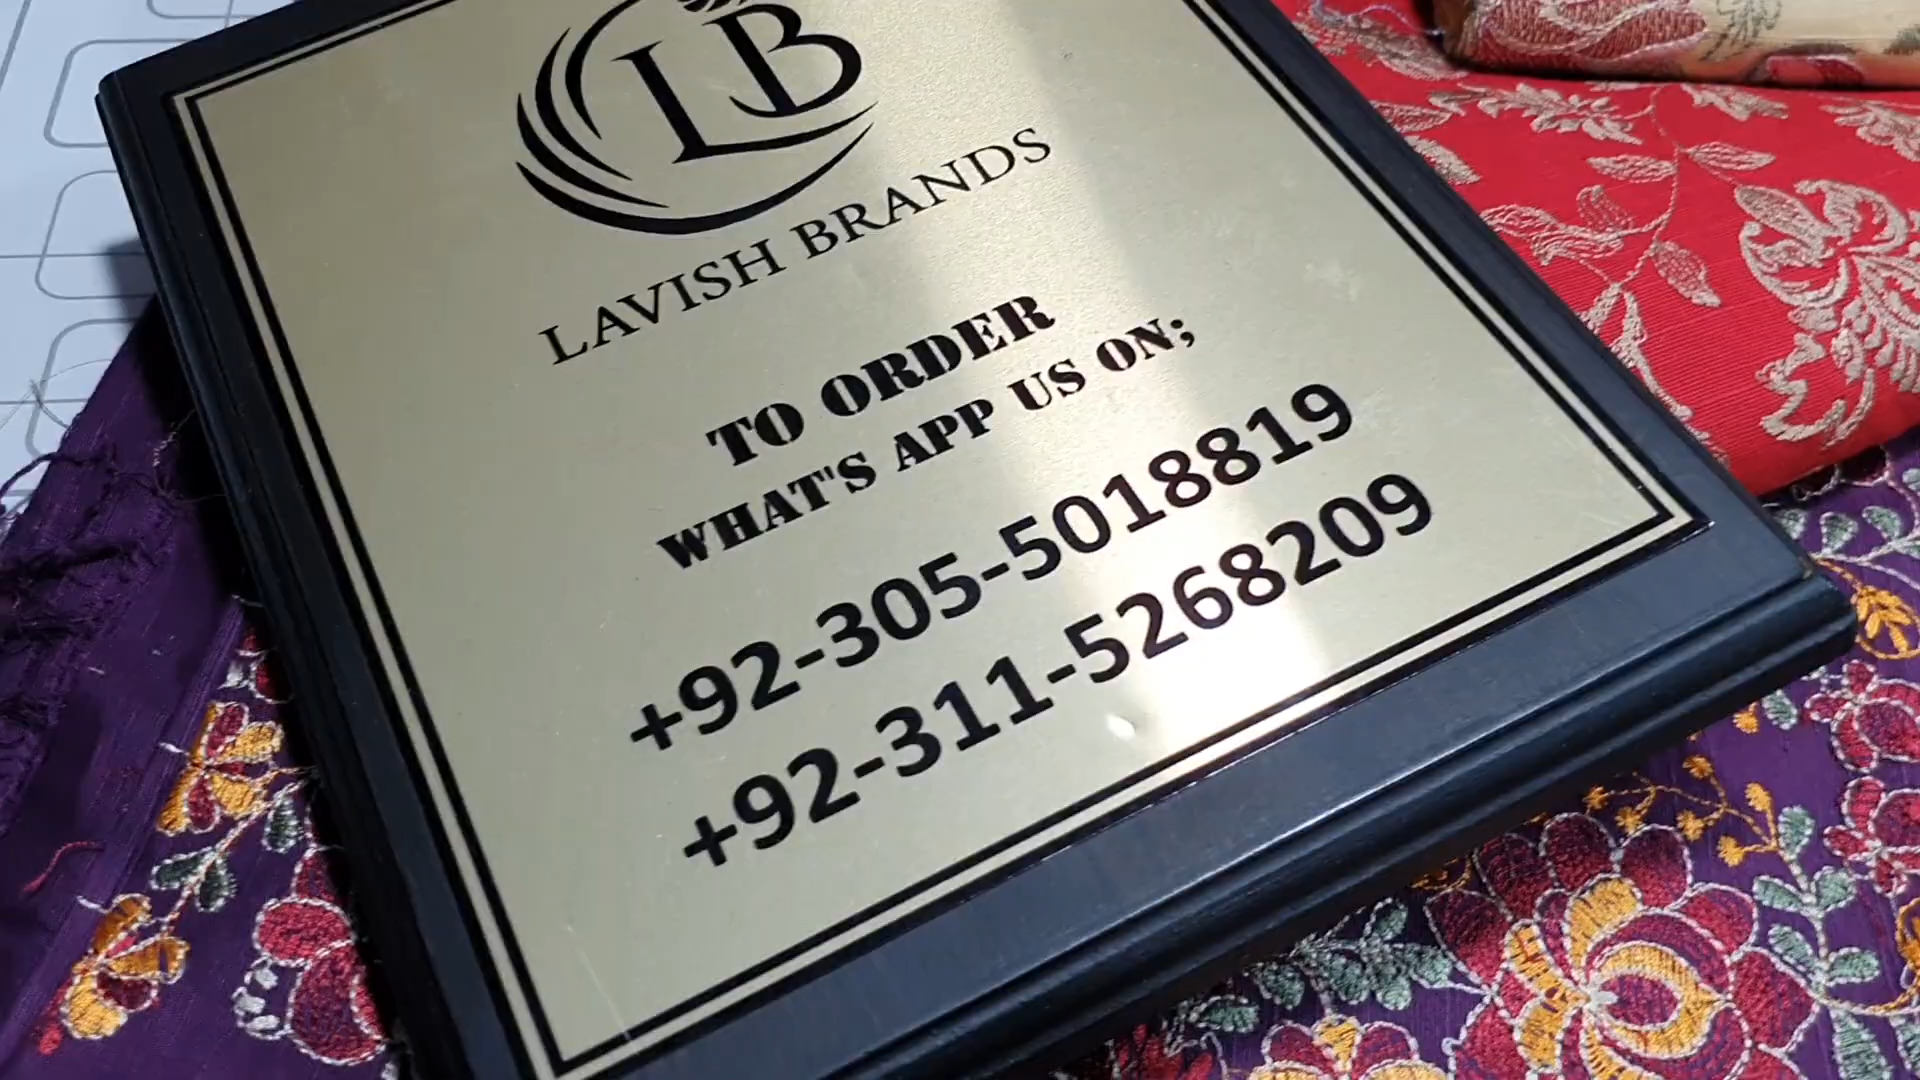 LB
LAVISH BRANDS
TO ORDER
WHAT'S APP US ON;
+92-305-5018819
+92-311-5268209